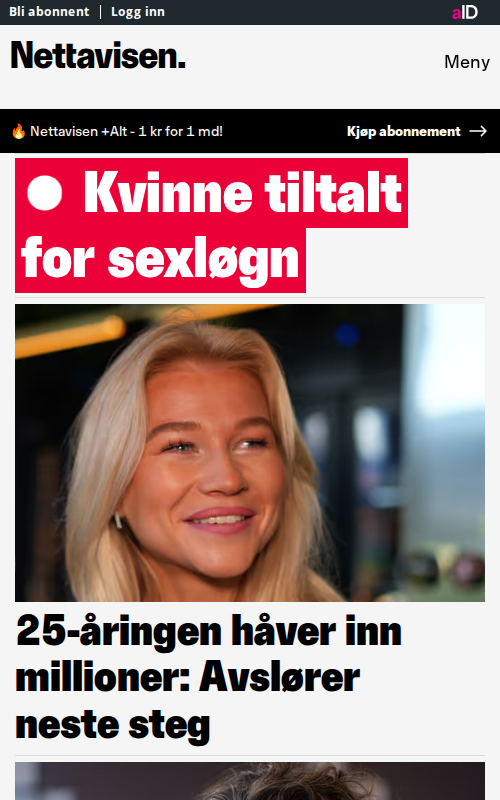 Bli abonnent | Logg inn
aID
Nettavisen.
Meny
🔥 Nettavisen +Alt - 1 kr for 1 md!
Kjøp abonnement →
Kvinne tiltalt
for sexløgn
25-åringen håver inn
millioner: Avslører
neste steg